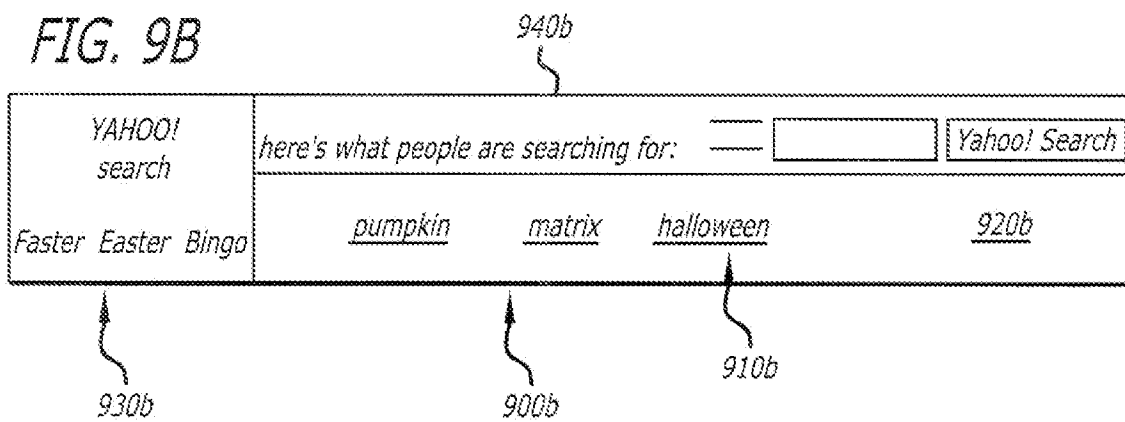 FIG. 9B
940b
YAHOO!
search
here's what people are searching for:
Yahoo! Search
Faster Easter Bingo
pumpkin matrix halloween 920b
930b
900b
910b